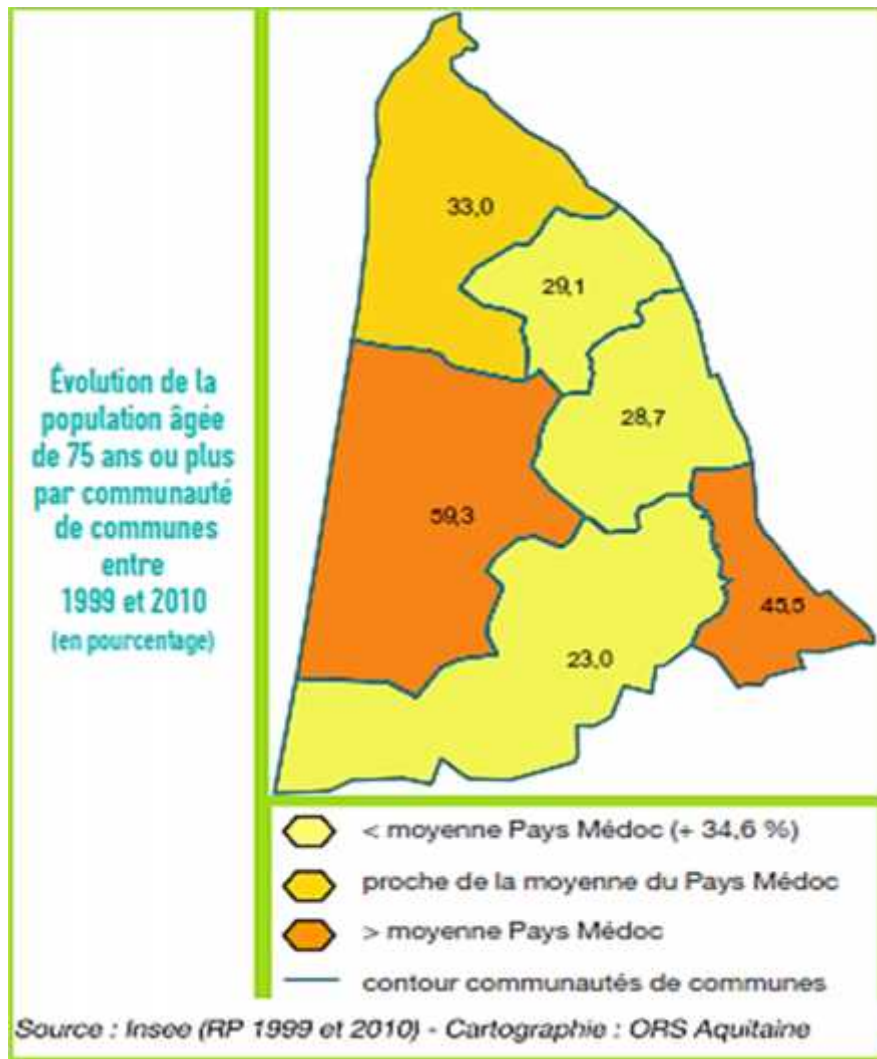 Évolution de la
population âgée
de 75 ans ou plus
par communauté
de communes
entre
1999 et 2010
(en pourcentage)
33,0
29,1
28,7
59,3
45,5
23,0
< moyenne Pays Médoc (+ 34,6 %)
proche de la moyenne du Pays Médoc
> moyenne Pays Médoc
contour communautés de communes
Source : Insee (RP 1999 et 2010) - Cartographie : ORS Aquitaine